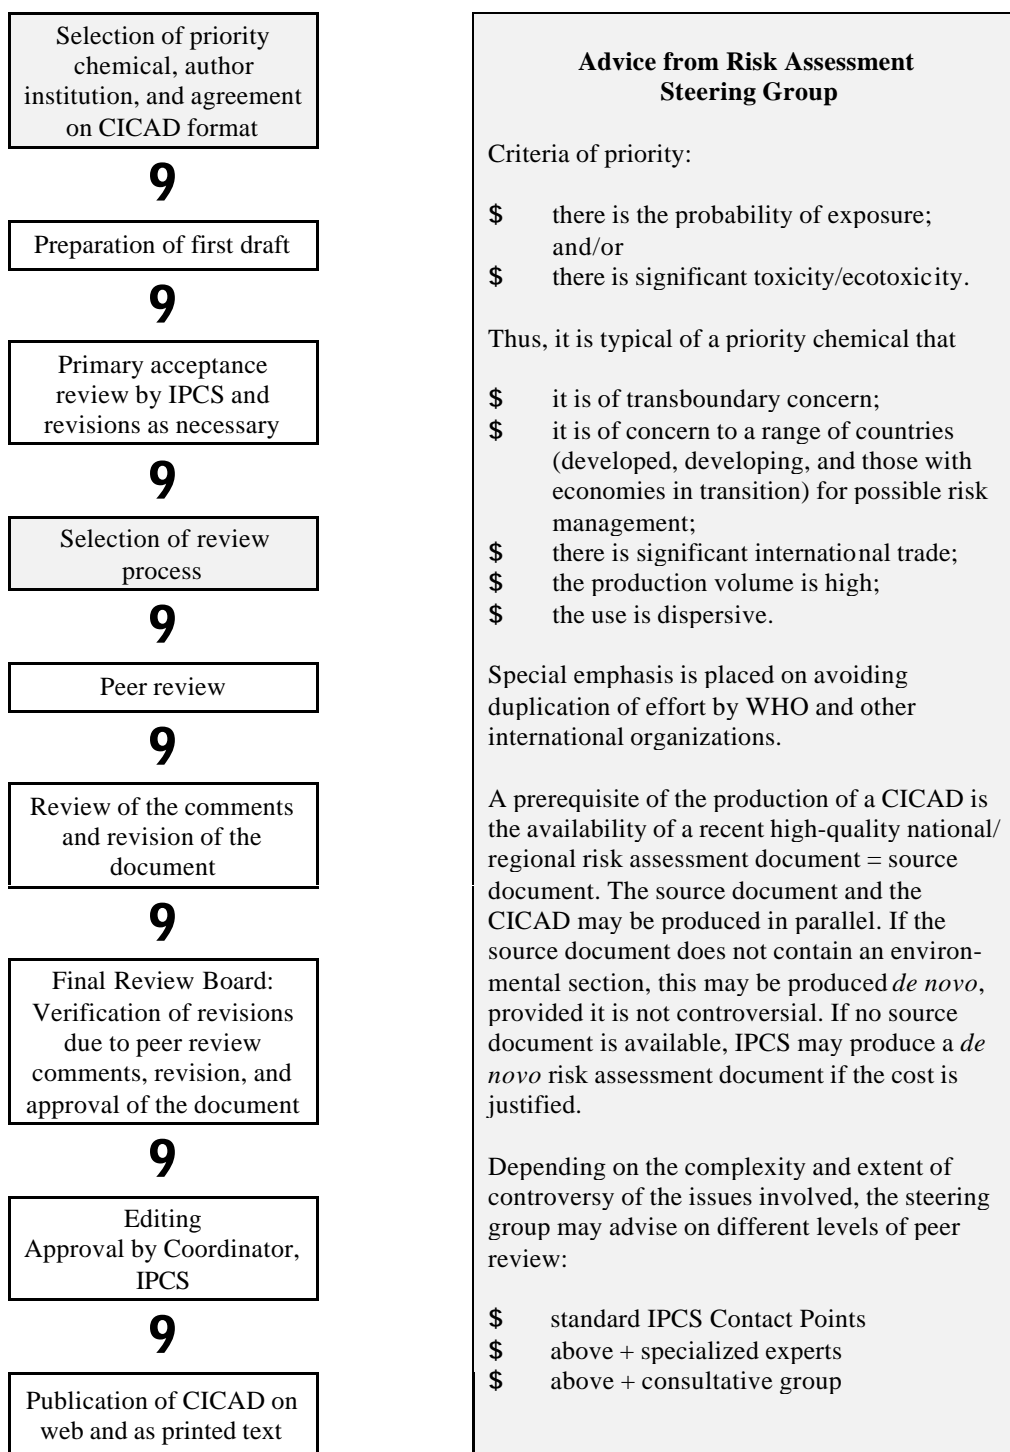 Selection of priority
chemical, author
institution, and agreement
on CICAD format
9
Preparation of first draft
9
Primary acceptance
review by IPCS and
revisions as necessary
9
Selection of review
process
9
Peer review
9
Review of the comments
and revision of the
document
9
Final Review Board:
Verification of revisions
due to peer review
comments, revision, and
approval of the document
9
Editing
Approval by Coordinator,
IPCS
9
Publication of CICAD on
web and as printed text
Advice from Risk Assessment
Steering Group
Criteria of priority:
$ there is the probability of exposure;
and/or
$ there is significant toxicity/ecotoxicity.
Thus, it is typical of a priority chemical that
$ it is of transboundary concern;
$ it is of concern to a range of countries
(developed, developing, and those with
economies in transition) for possible risk
management;
$ there is significant international trade;
$ the production volume is high;
$ the use is dispersive.
Special emphasis is placed on avoiding
duplication of effort by WHO and other
international organizations.
A prerequisite of the production of a CICAD is
the availability of a recent high-quality national/
regional risk assessment document = source
document. The source document and the
CICAD may be produced in parallel. If the
source document does not contain an environ-
mental section, this may be produced de novo,
provided it is not controversial. If no source
document is available, IPCS may produce a de
novo risk assessment document if the cost is
justified.
Depending on the complexity and extent of
controversy of the issues involved, the steering
group may advise on different levels of peer
review:
$ standard IPCS Contact Points
$ above + specialized experts
$ above + consultative group